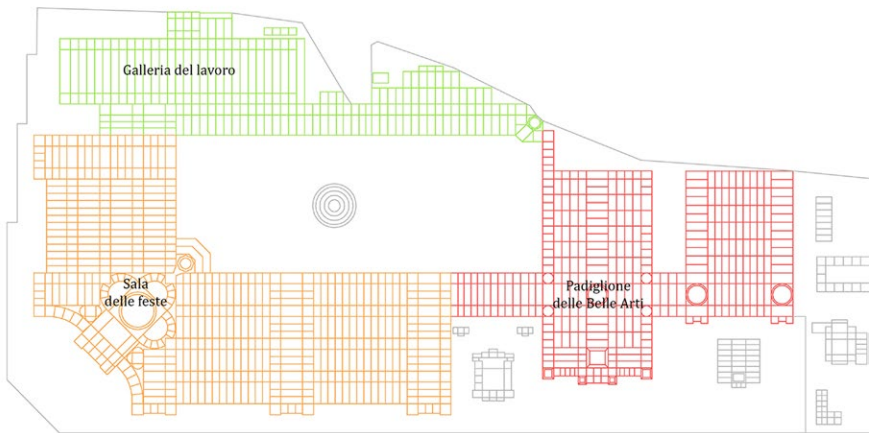 Galleria del lavoro
Sala
delle feste
Padiglione
delle Belle Arti